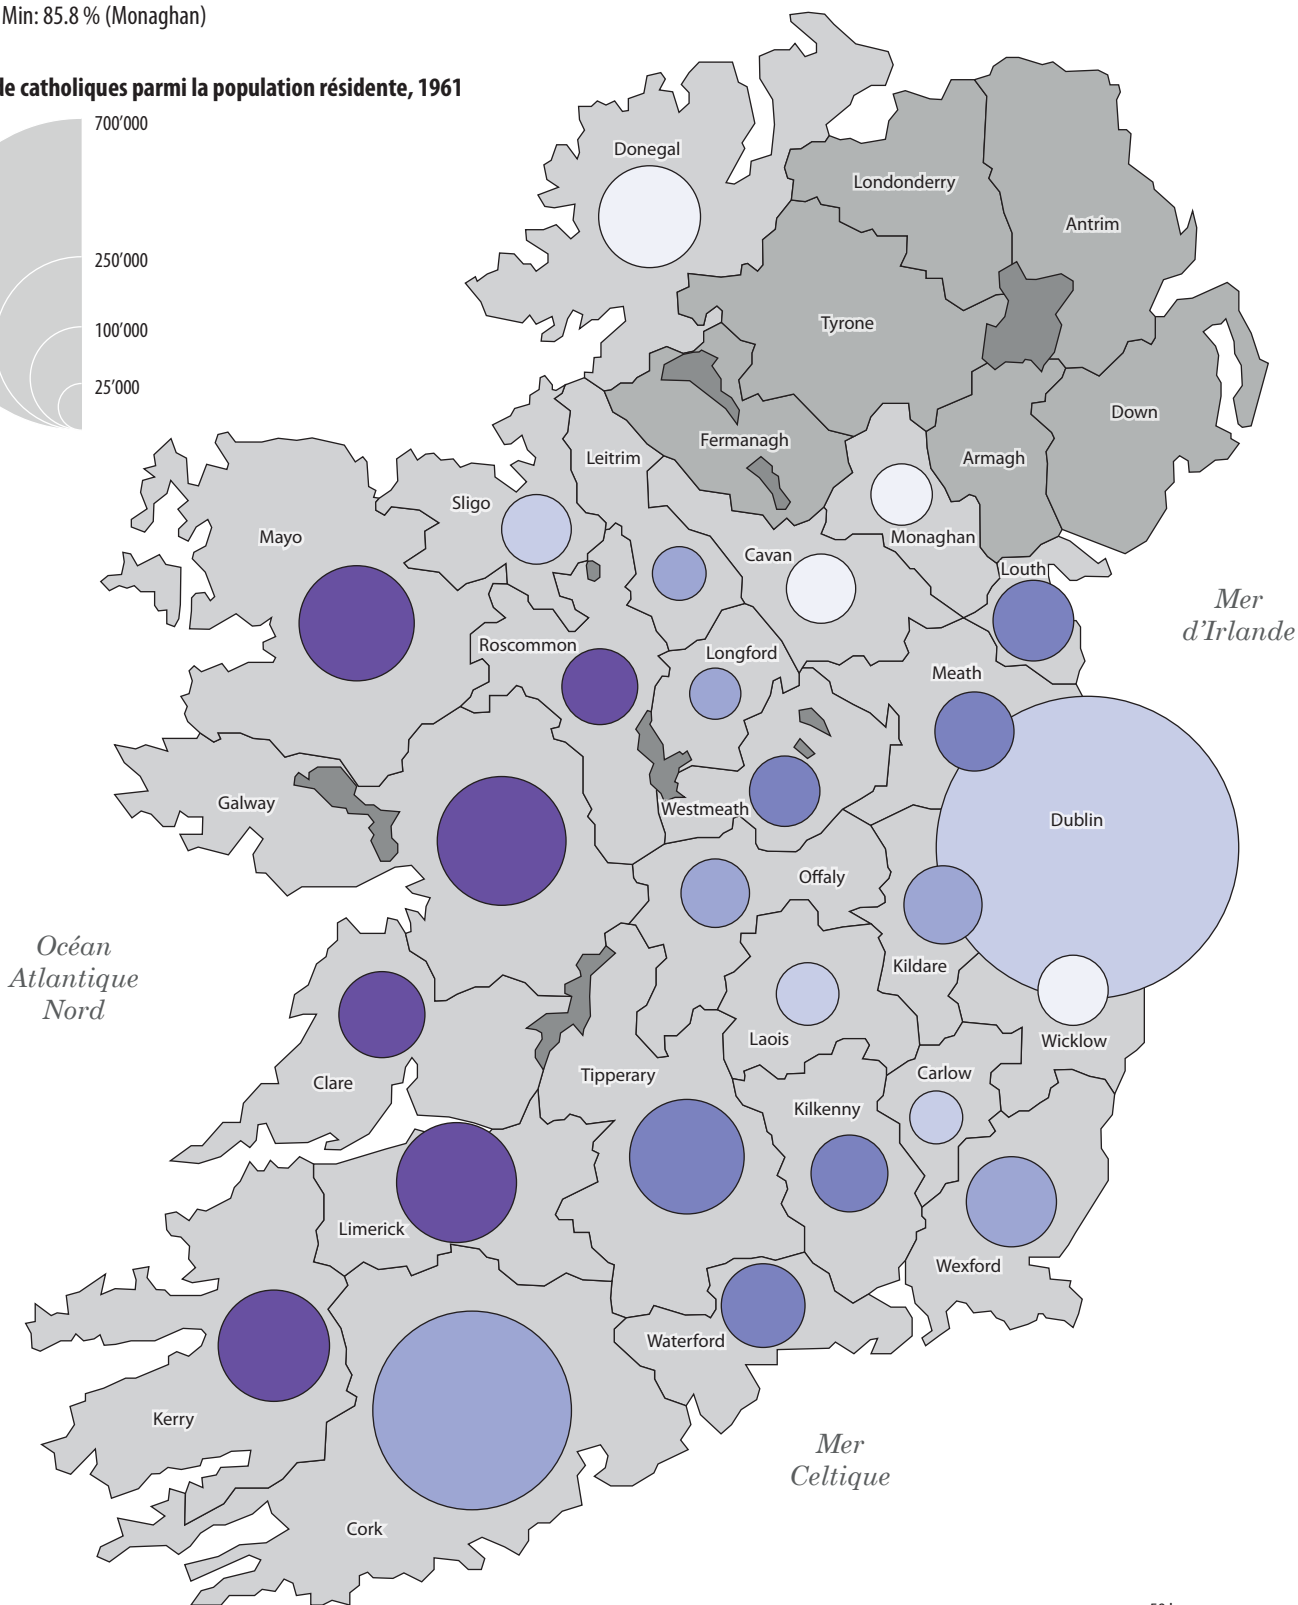 Min: 85.8 % (Monaghan)
de catholiques parmi la population résidente, 1961
700'000
250'000
100'000
25'000
Donegal
Londonderry
Antrim
Tyrone
Down
Fermanagh
Leitrim
Armagh
Sligo
Mayo
Monaghan
Cavan
Louth
Mer
d'Irlande
Roscommon
Longford
Meath
Galway
Westmeath
Dublin
Offaly
Océan
Atlantique
Nord
Kildare
Laois
Wicklow
Clare
Tipperary
Carlow
Kilkenny
Limerick
Wexford
Waterford
Kerry
Mer
Celtique
Cork